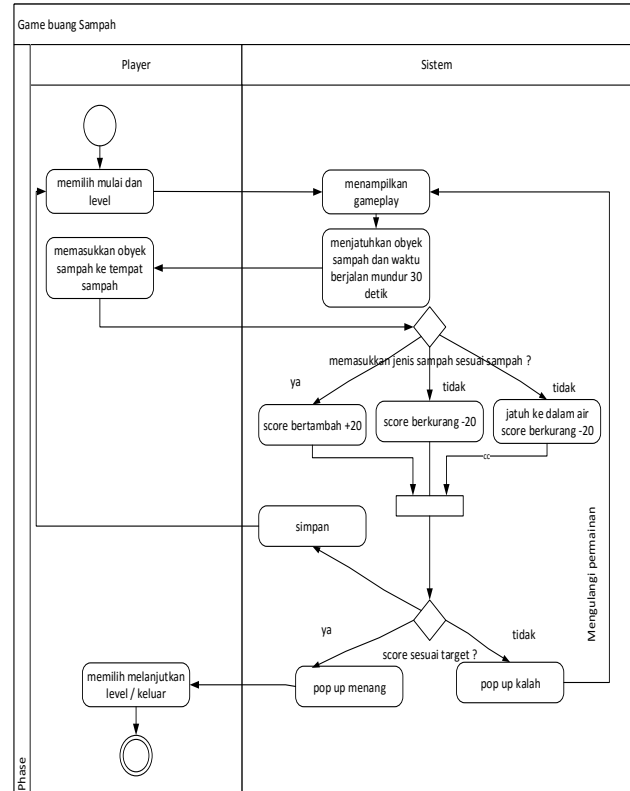 Game buang Sampah
Player
Sistem
memilih mulai dan
level
menampilkan
gameplay
menjatuhkan obyek
sampah dan waktu
berjalan mundur 30
detik
memasukkan obyek
sampah ke tempat
sampah
memasukkan jenis sampah sesuai sampah ?
ya
tidak
tidak
score bertambah +20
score berkurang -20
jatuh ke dalam air
score berkurang -20
cc
simpan
Mengulangi permainan
ya
tidak
score sesuai target ?
memilih melanjutkan
level / keluar
pop up menang
pop up kalah
Phase